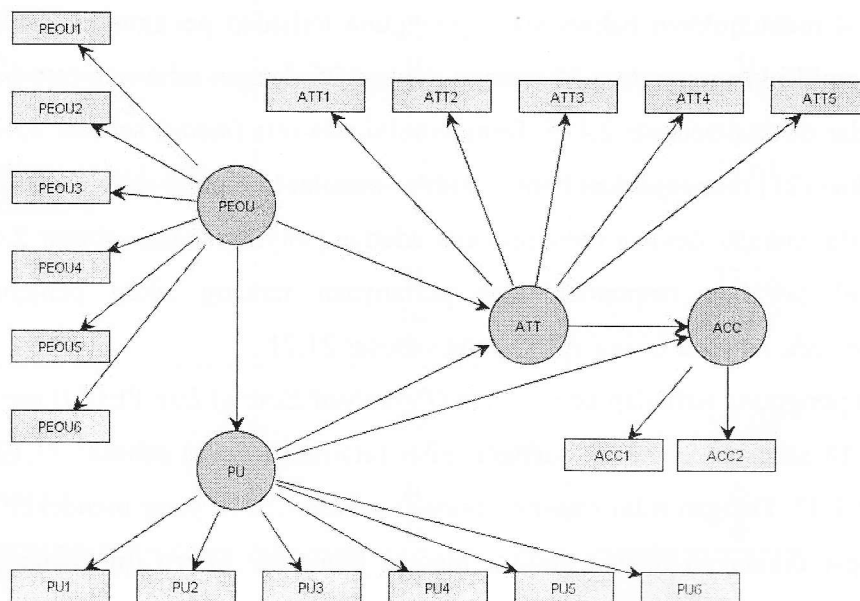 PEOU1
PEOU2
PEOU3
PEOU4
PEOU5
PEOU6
PEOU
ATT1
ATT2
ATT3
ATT4
ATT5
ATT
ACC
ACC1
ACC2
PU
PU1
PU2
PU3
PU4
PU5
PU6